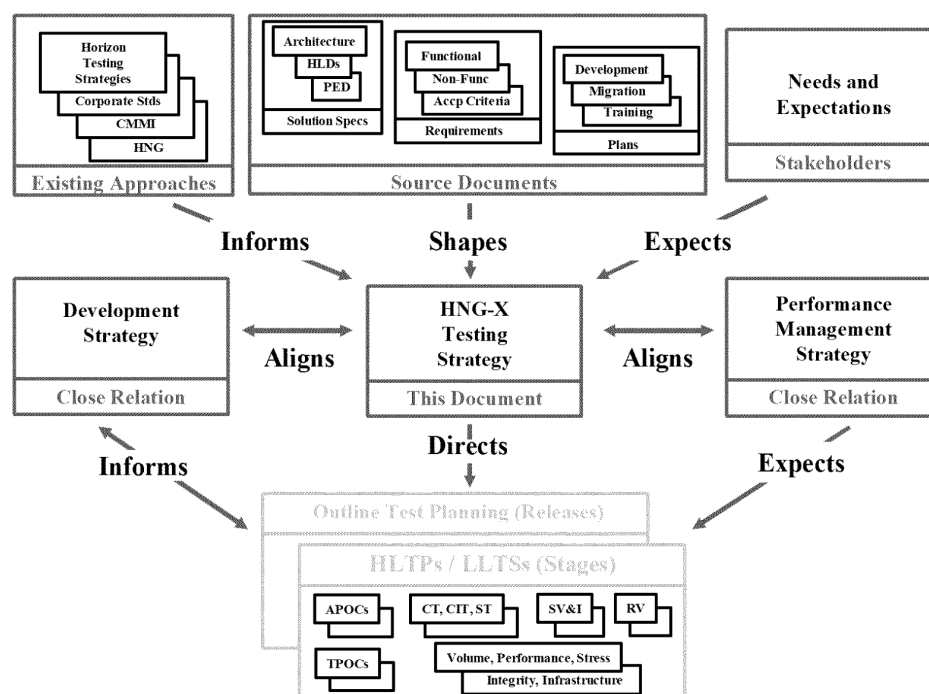 Horizon
Testing
Strategies
Corporate Stds
CMMI
HNG
Existing Approaches
Architecture
HLDs
PED
Solution Specs
Functional
Non-Func
Accp Criteria
Requirements
Development
Migration
Training
Plans
Source Documents
Needs and
Expectations
Stakeholders
Informs
Shapes
Expects
Development
Strategy
Close Relation
Aligns
HNG-X
Testing
Strategy
This Document
Aligns
Performance
Management
Strategy
Close Relation
Informs
Directs
Expects
Outline Test Planning (Releases)
HLTPs / LLTSs (Stages)
APOCs
CT, CIT, ST
SV&I
RV
TPOCs
Volume, Performance, Stress
Integrity, Infrastructure